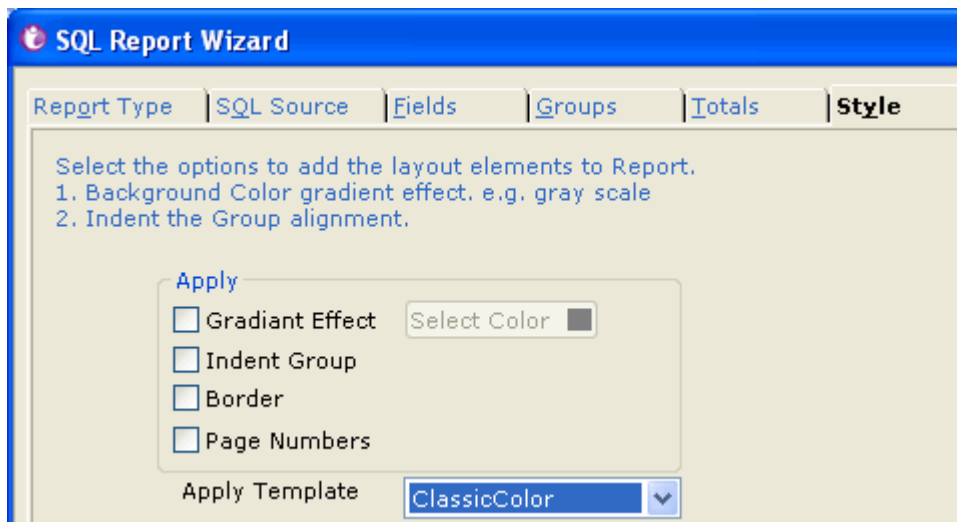 SQL Report Wizard
Report Type SQL Source Fields Groups Totals Style
Select the options to add the layout elements to Report.
1. Background Color gradient effect. e.g. gray scale
2. Indent the Group alignment.
Apply
Gradiant Effect Select Color
Indent Group
Border
Page Numbers
Apply Template ClassicColor